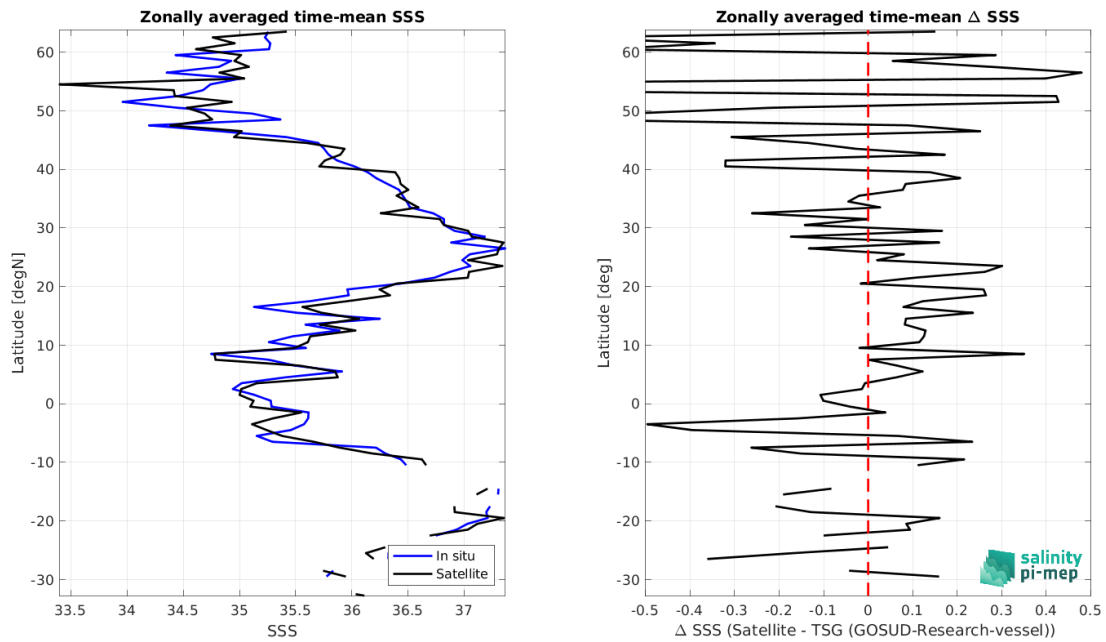 Zonally averaged time-mean SSS
60
50
40
30
20
10
0
-10
-20
-30
Latitude [degN]
In situ
Satellite
33.5 34 34.5 35 35.5 36 36.5 37
SSS
Zonally averaged time-mean Δ SSS
60
50
40
30
20
10
0
-10
-20
-30
Latitude [deg]
salinity
pi-mep
-0.5 -0.4 -0.3 -0.2 -0.1 0 0.1 0.2 0.3 0.4 0.5
Δ SSS (Satellite - TSG (GOSUD-Research-vessel))